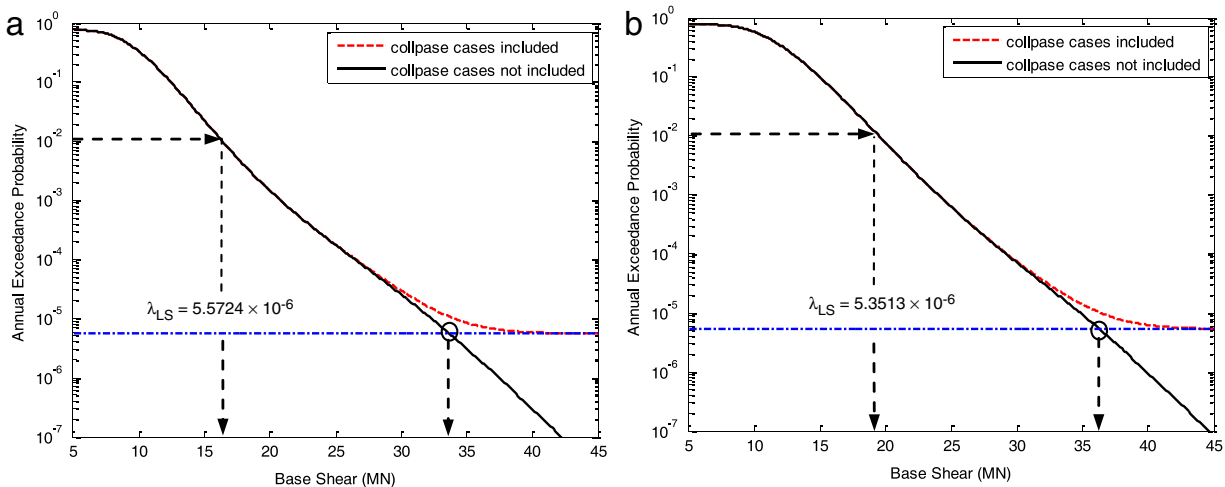 a
10^0
10^-1
10^-2
10^-3
10^-4
10^-5
10^-6
10^-7
Annual Exceedance Probability
collpase cases included
collpase cases not included
λ_LS = 5.5724 × 10^-6
5 10 15 20 25 30 35 40 45
Base Shear (MN)
b
10^0
10^-1
10^-2
10^-3
10^-4
10^-5
10^-6
10^-7
Annual Exceedance Probability
collpase cases included
collpase cases not included
λ_LS = 5.3513 × 10^-6
5 10 15 20 25 30 35 40 45
Base Shear (MN)